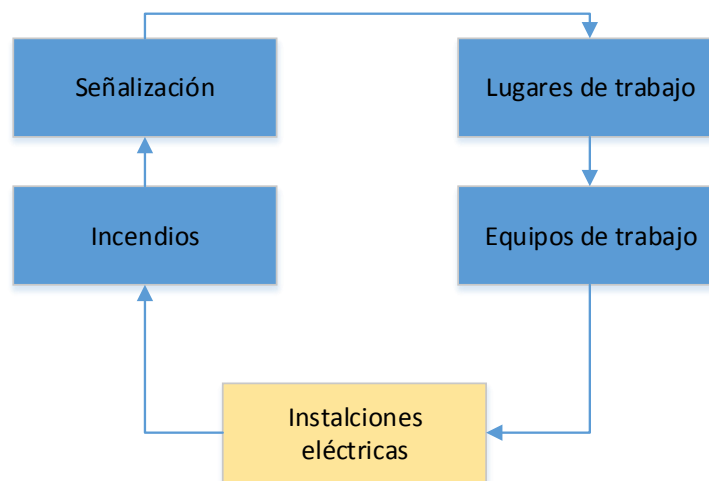 Señalización
Lugares de trabajo
Incendios
Equipos de trabajo
Instalciones
eléctricas